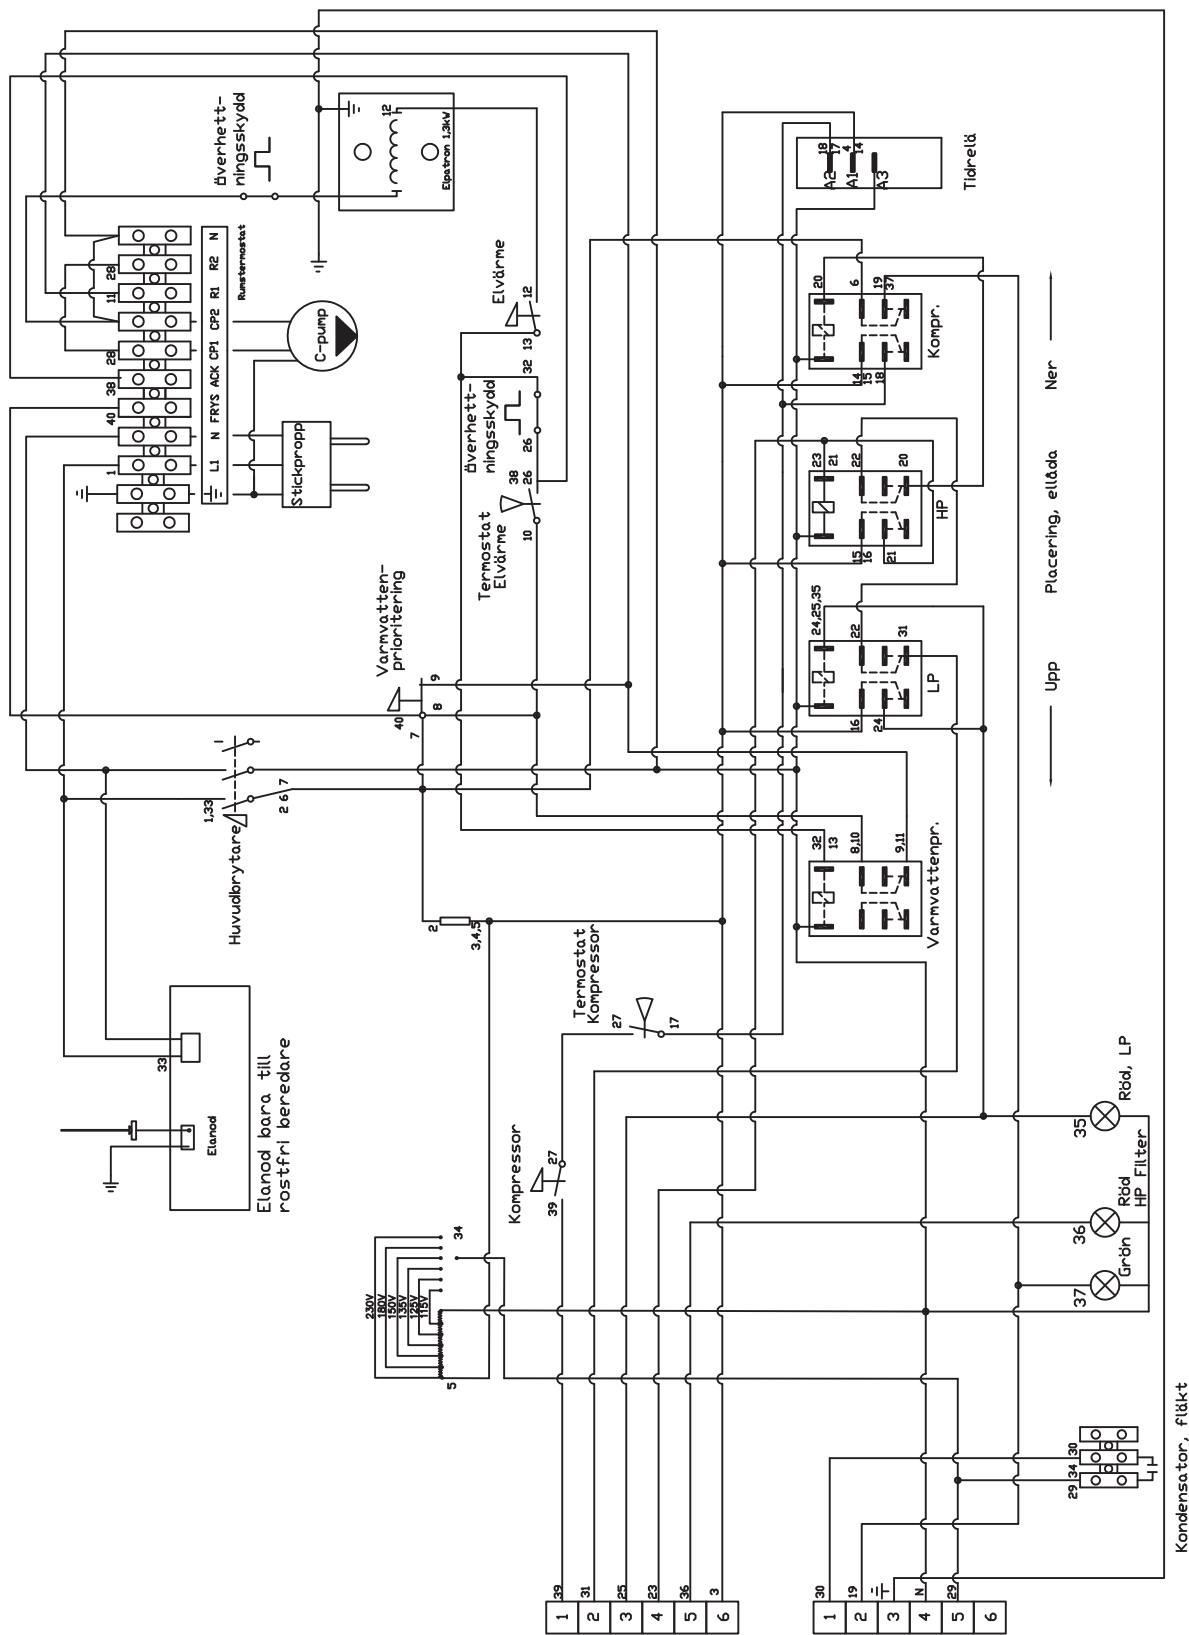 Överhett-
ningsskydd
12
Elpatron 1,3kW
N
R2
R1
CP2
CP1
ACK
FRYS
N
L1
Rumstermostat
28
11
28
38
40
1
C-pump
Stickpropp
Elvärme
12
13
32
Överhett-
ningsskydd
26
38
26
Termostat
Elvärme
10
Varmvatten-
prioritering
9
8
40
7
Huvudbrytare
1,33
2 6 7
2
3,4,5
33
Elanod
Elanod bara till
rostfri beredare
Tidrelä
18
17
4
14
A2
A1
A3
20
6
19
37
14
15
18
Kompr.
23
21
22
20
15
16
21
HP
24,25,35
22
31
16
24
LP
32
13
8,10
9,11
Varmvattenpr.
Ner
Placering, ellåda
Upp
Termostat
Kompressor
27
17
Kompressor
27
39
34
230V
180V
150V
135V
125V
115V
5
35
Röd, LP
36
Röd
HP Filter
37
Grön
30
34
29
Kondensator, fläkt
39
31
25
23
36
3
1
2
3
4
5
6
30
19
N
29
1
2
3
4
5
6